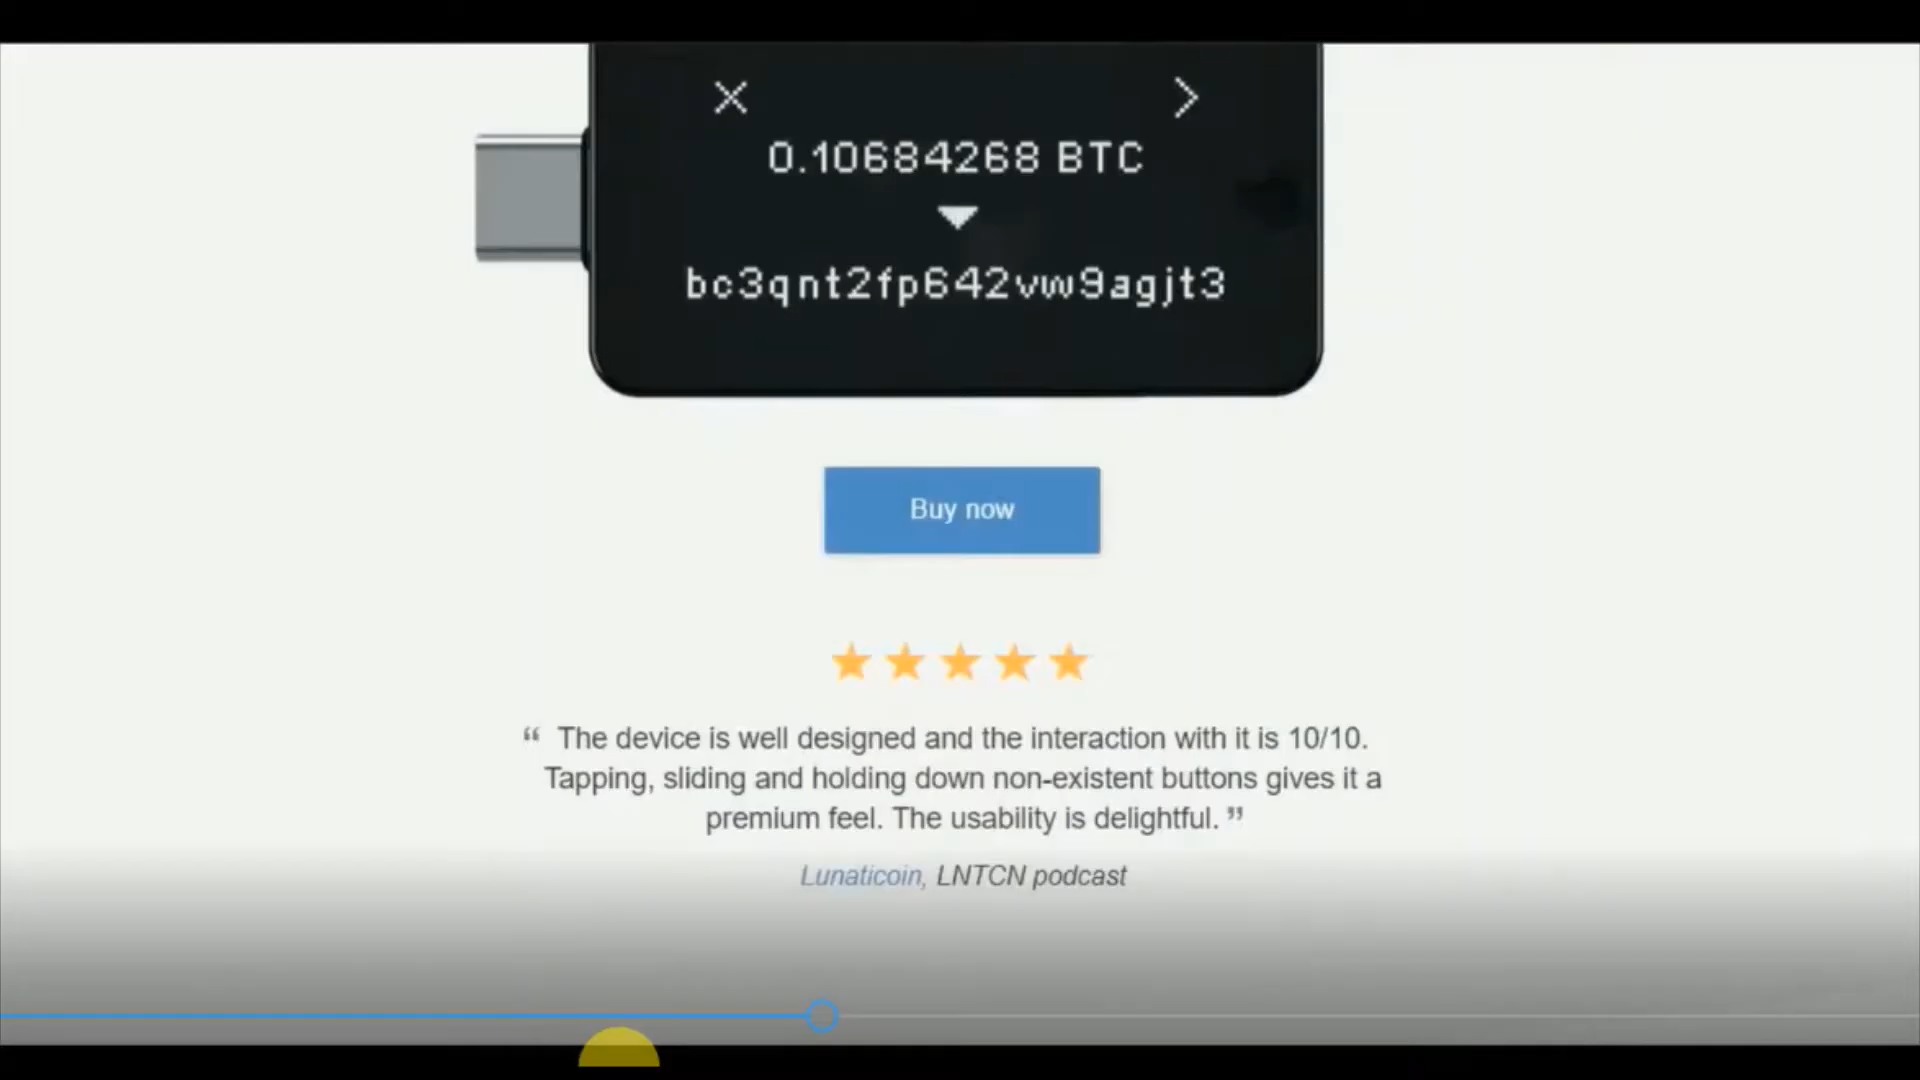 0.10684268 BTC
bc3qnt2fp642vw9agjt3
Buy now
“ The device is well designed and the interaction with it is 10/10.
Tapping, sliding and holding down non-existent buttons gives it a
premium feel. The usability is delightful. ”
Lunaticoin, LNTCN podcast